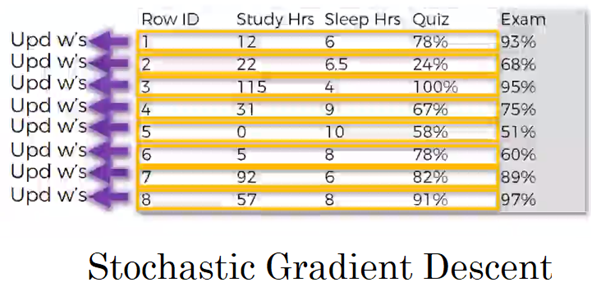 Row ID Study Hrs Sleep Hrs Quiz Exam
Upd w's 1 12 6 78% 93%
Upd w's 2 22 6.5 24% 68%
Upd w's 3 115 4 100% 95%
Upd w's 4 31 9 67% 75%
Upd w's 5 0 10 58% 51%
Upd w's 6 5 8 78% 60%
Upd w's 7 92 6 82% 89%
Upd w's 8 57 8 91% 97%
Stochastic Gradient Descent